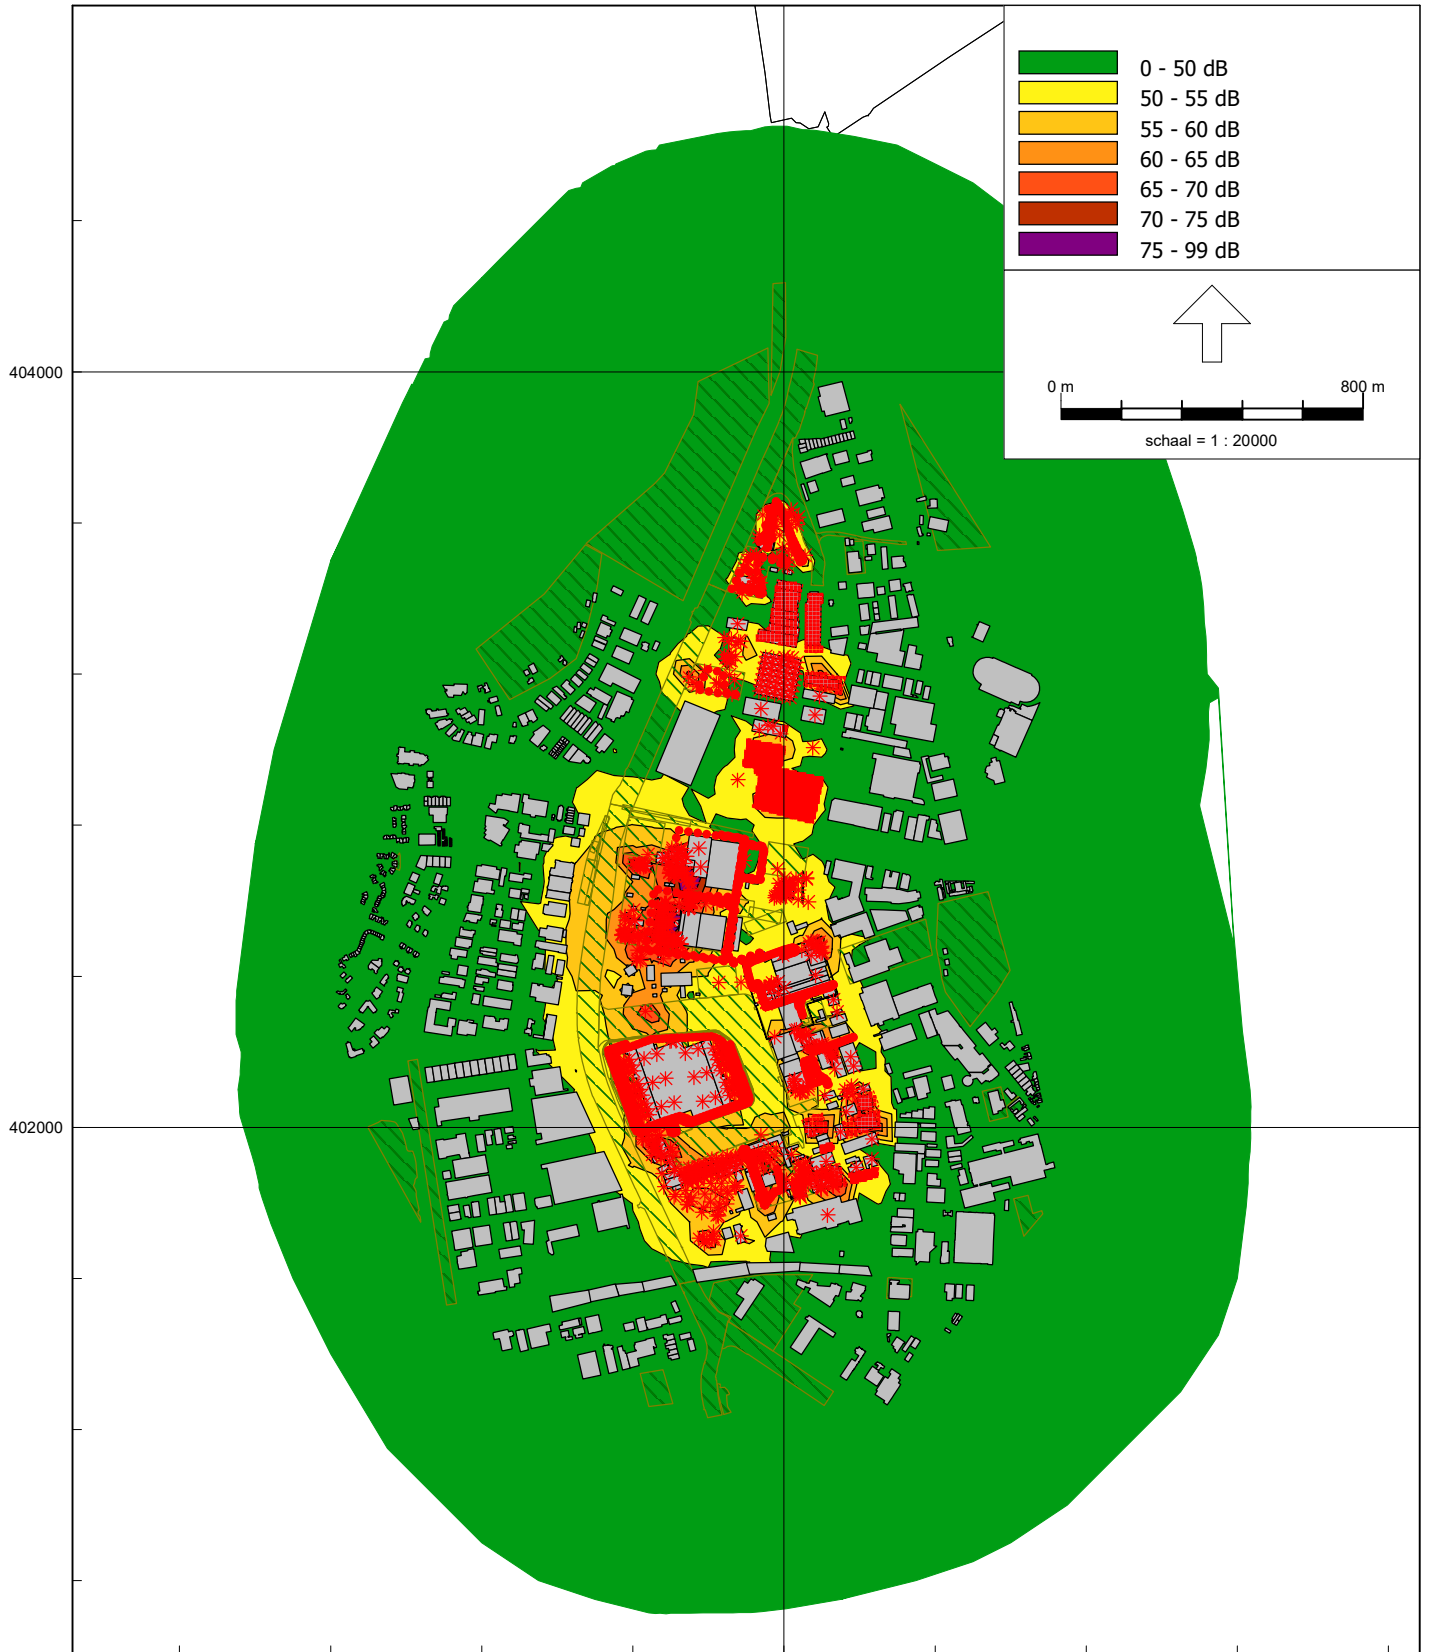 0 - 50 dB
50 - 55 dB
55 - 60 dB
60 - 65 dB
65 - 70 dB
70 - 75 dB
75 - 99 dB
404000
0 m 800 m
schaal = 1 : 20000
402000